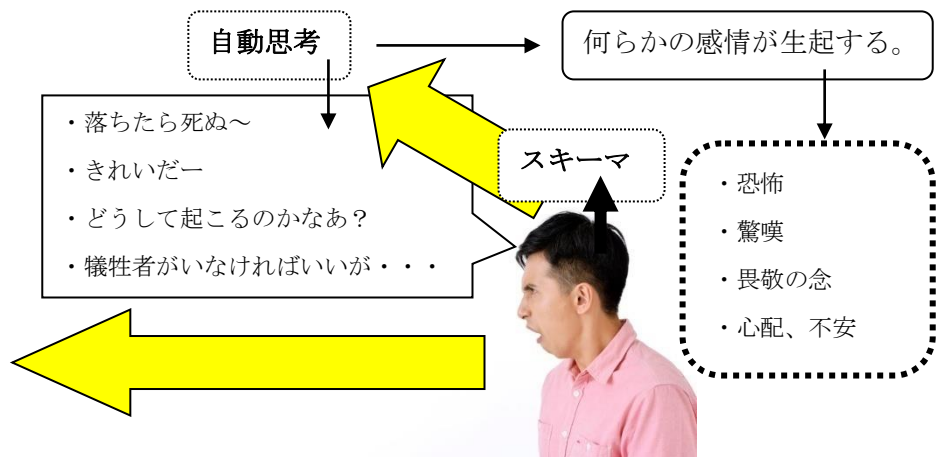 自動思考
何らかの感情が生起する。
・落ちたら死ぬ～
・きれいだー
・どうして起こるのかなあ？
・犠牲者がいなければいいが・・・
スキーマ
・恐怖
・驚嘆
・畏敬の念
・心配、不安